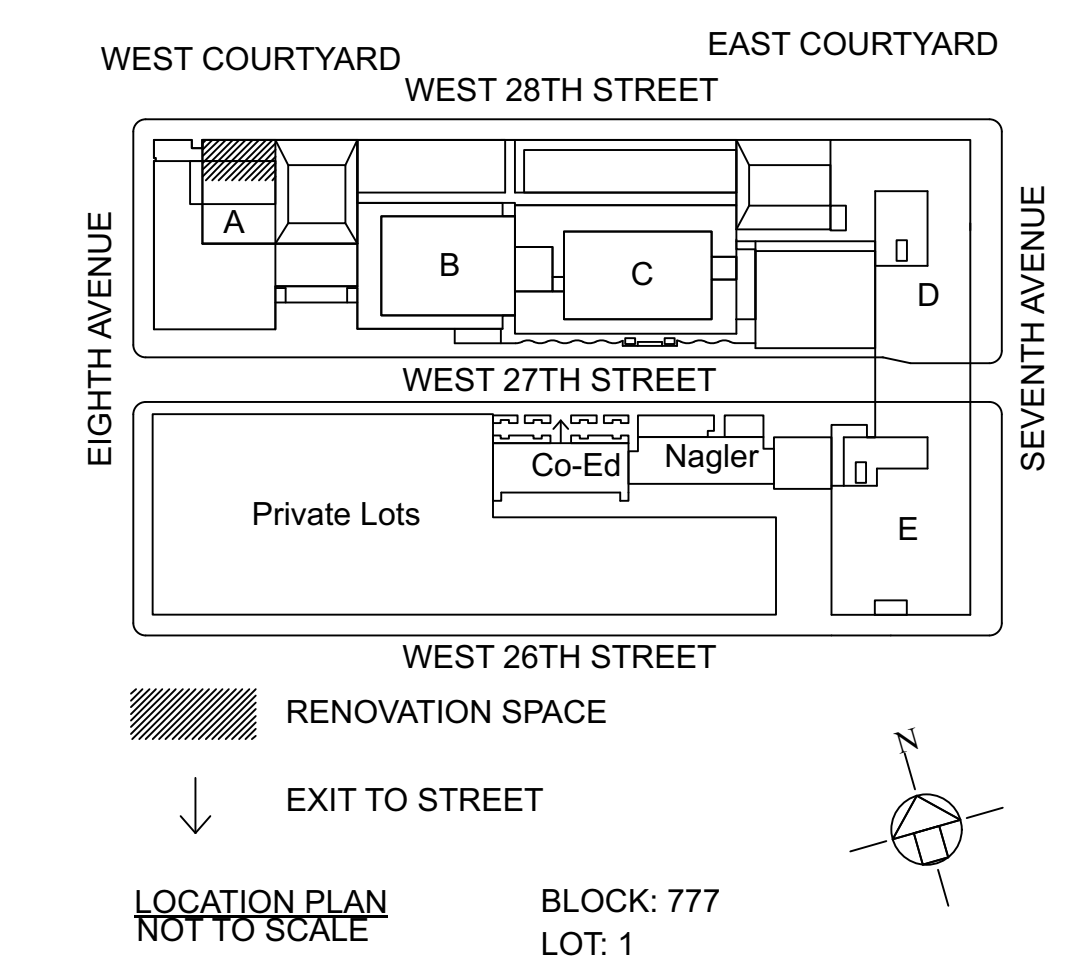 WEST COURTYARD
EAST COURTYARD
WEST 28TH STREET
EIGHTH AVENUE
SEVENTH AVENUE
A
B
C
D
WEST 27TH STREET
Co-Ed
Nagler
Private Lots
E
WEST 26TH STREET
RENOVATION SPACE
N
EXIT TO STREET
LOCATION PLAN
NOT TO SCALE
BLOCK: 777
LOT: 1